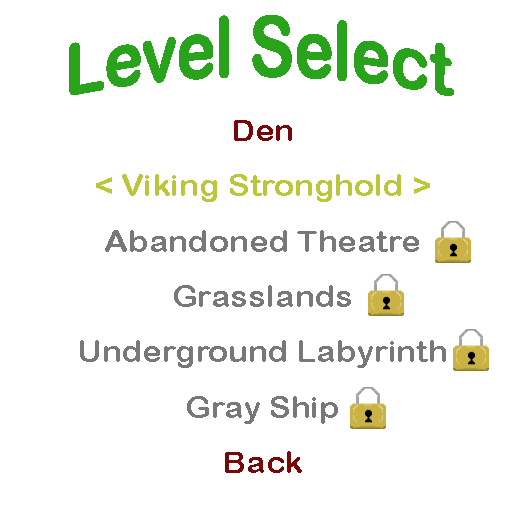 Level Select
Den
< Viking Stronghold >
Abandoned Theatre
Grasslands
Underground Labyrinth
Gray Ship
Back